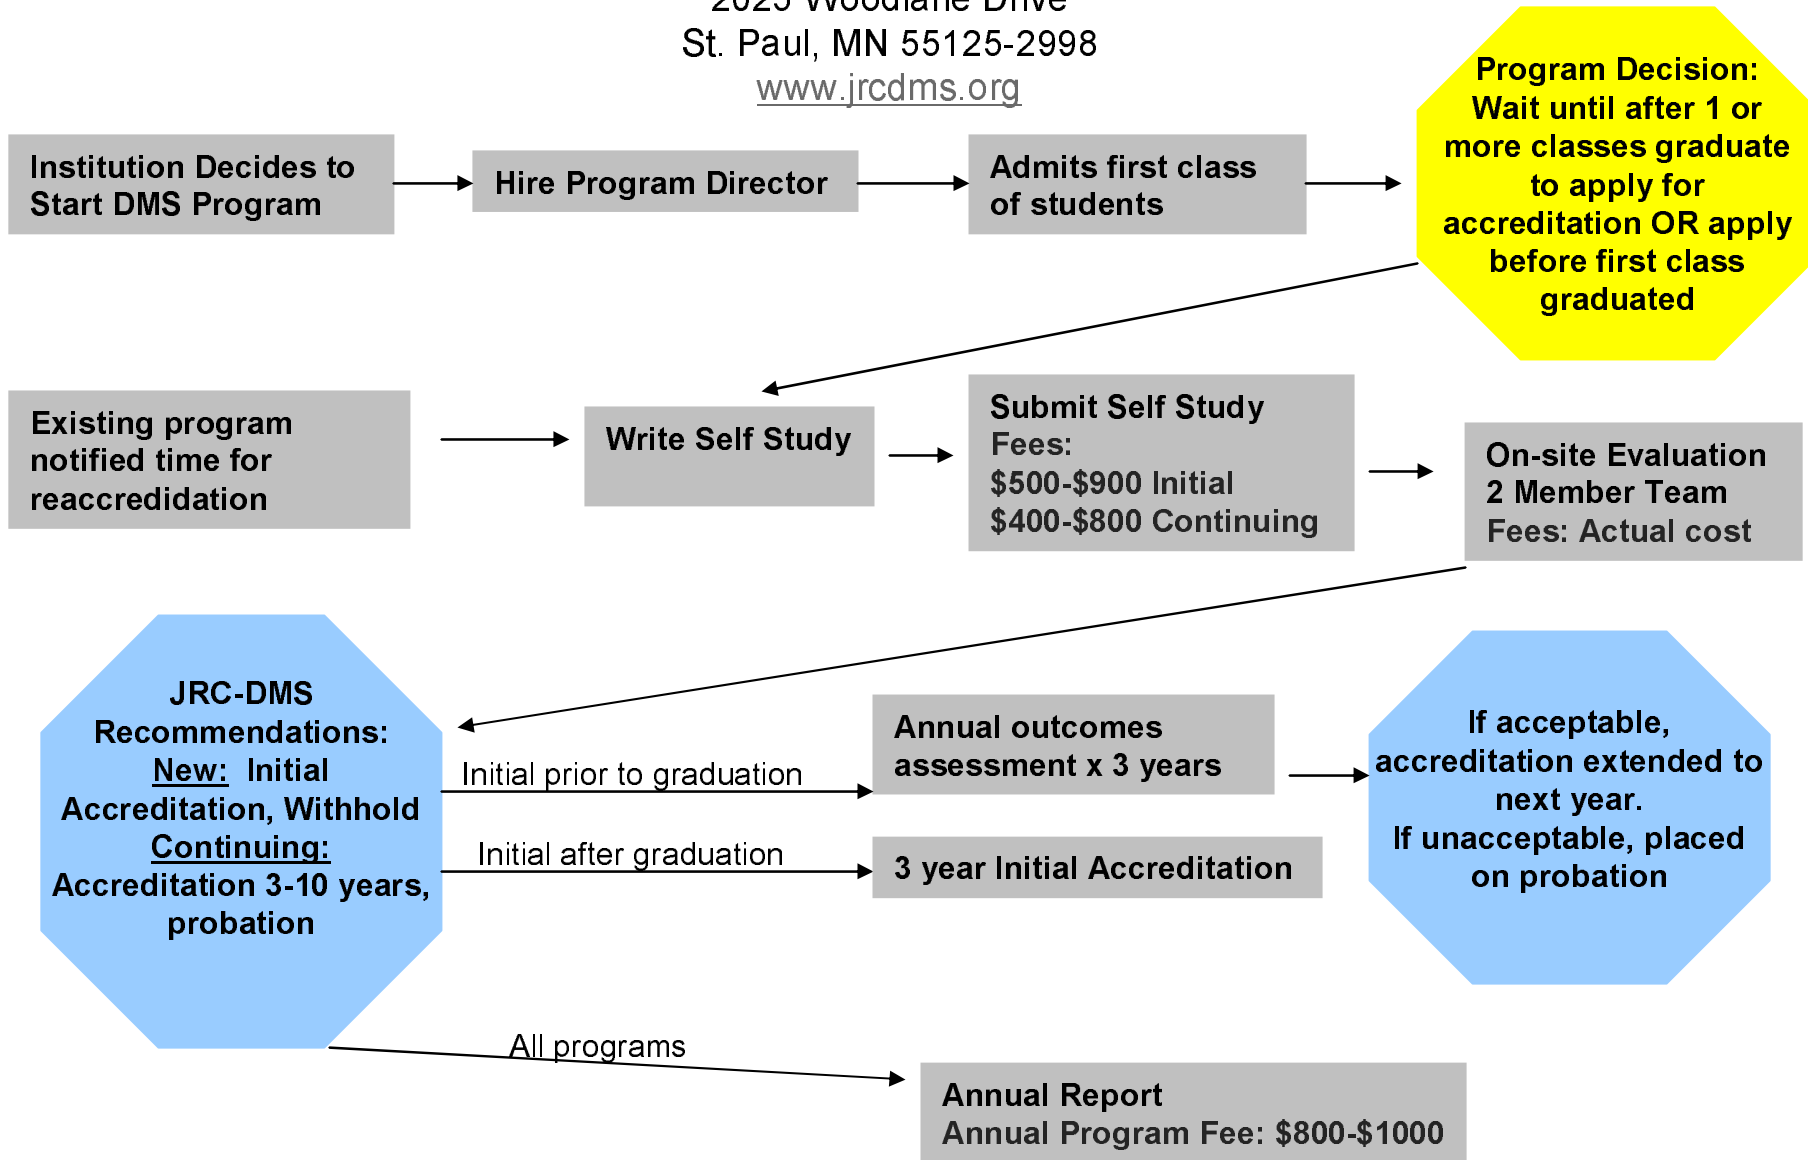 2025 Woodlane Drive
St. Paul, MN 55125-2998
www.jrcdms.org
Institution Decides to
Start DMS Program
Hire Program Director
Admits first class
of students
Program Decision:
Wait until after 1 or
more classes graduate
to apply for
accreditation OR apply
before first class
graduated
Existing program
notified time for
reaccredidation
Write Self Study
Submit Self Study
Fees:
$500-$900 Initial
$400-$800 Continuing
On-site Evaluation
2 Member Team
Fees: Actual cost
JRC-DMS
Recommendations:
New: Initial
Accreditation, Withhold
Continuing:
Accreditation 3-10 years,
probation
Initial prior to graduation
Annual outcomes
assessment x 3 years
If acceptable,
accreditation extended to
next year.
If unacceptable, placed
on probation
Initial after graduation
3 year Initial Accreditation
All programs
Annual Report
Annual Program Fee: $800-$1000